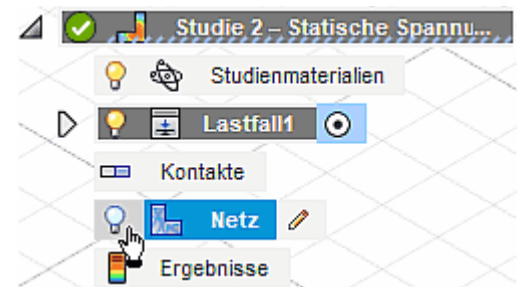 Studie 2 – Statische Spannu...
Studienmaterialien
Lastfall1
Kontakte
Netz
Ergebnisse